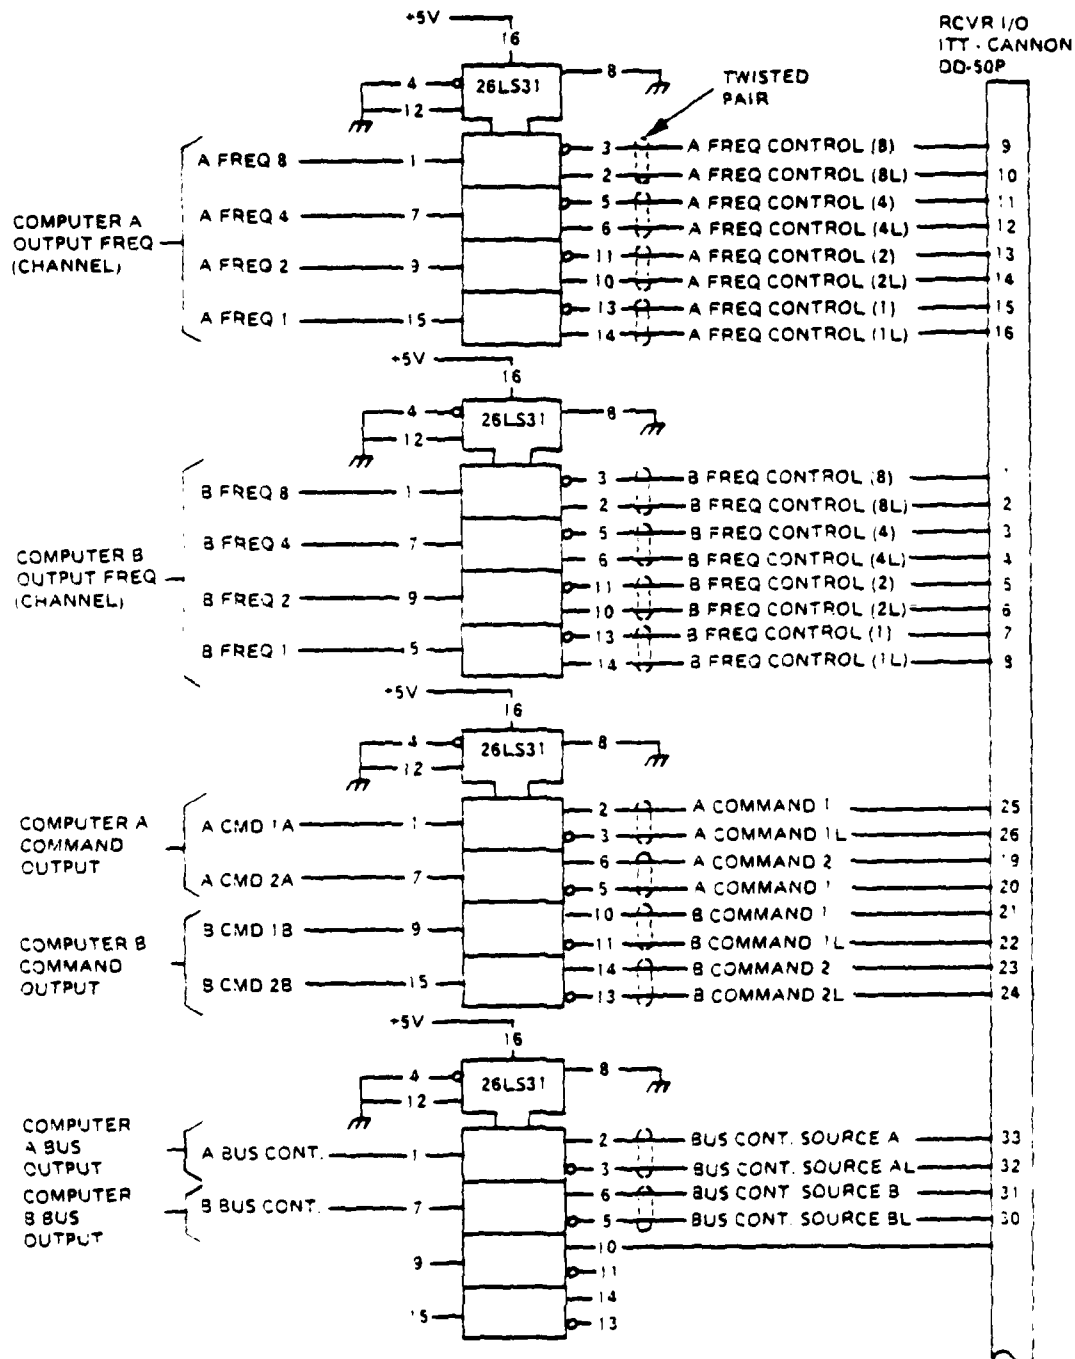 +5V
16
RCVR I/O
ITT - CANNON
DD-50P
4
26LS31
8
12
TWISTED
PAIR
COMPUTER A
OUTPUT FREQ
(CHANNEL)
A FREQ 8 1 3 A FREQ CONTROL (8) 9
2 A FREQ CONTROL (8L) 10
A FREQ 4 7 5 A FREQ CONTROL (4) 11
6 A FREQ CONTROL (4L) 12
A FREQ 2 9 11 A FREQ CONTROL (2) 13
10 A FREQ CONTROL (2L) 14
A FREQ 1 15 13 A FREQ CONTROL (1) 15
14 A FREQ CONTROL (1L) 16
+5V
16
4
26LS31
8
12
COMPUTER B
OUTPUT FREQ
(CHANNEL)
B FREQ 8 1 3 B FREQ CONTROL (8) 1
2 B FREQ CONTROL (8L) 2
B FREQ 4 7 5 B FREQ CONTROL (4) 3
6 B FREQ CONTROL (4L) 4
B FREQ 2 9 11 B FREQ CONTROL (2) 5
10 B FREQ CONTROL (2L) 6
B FREQ 1 15 13 B FREQ CONTROL (1) 7
14 B FREQ CONTROL (1L) 8
+5V
16
4
26LS31
8
12
COMPUTER A
COMMAND
OUTPUT
A CMD 1A 1 2 A COMMAND 1 25
3 A COMMAND 1L 26
A CMD 2A 7 6 A COMMAND 2 19
5 A COMMAND 1 20
COMPUTER B
COMMAND
OUTPUT
B CMD 1B 9 10 B COMMAND 1 21
11 B COMMAND 1L 22
B CMD 2B 15 14 B COMMAND 2 23
13 B COMMAND 2L 24
+5V
16
4
26LS31
8
12
COMPUTER
A BUS
OUTPUT
A BUS CONT. 1 2 BUS CONT. SOURCE A 33
3 BUS CONT. SOURCE AL 32
COMPUTER
B BUS
OUTPUT
B BUS CONT. 7 6 BUS CONT. SOURCE B 31
5 BUS CONT. SOURCE BL 30
9 10
11
15 14
13